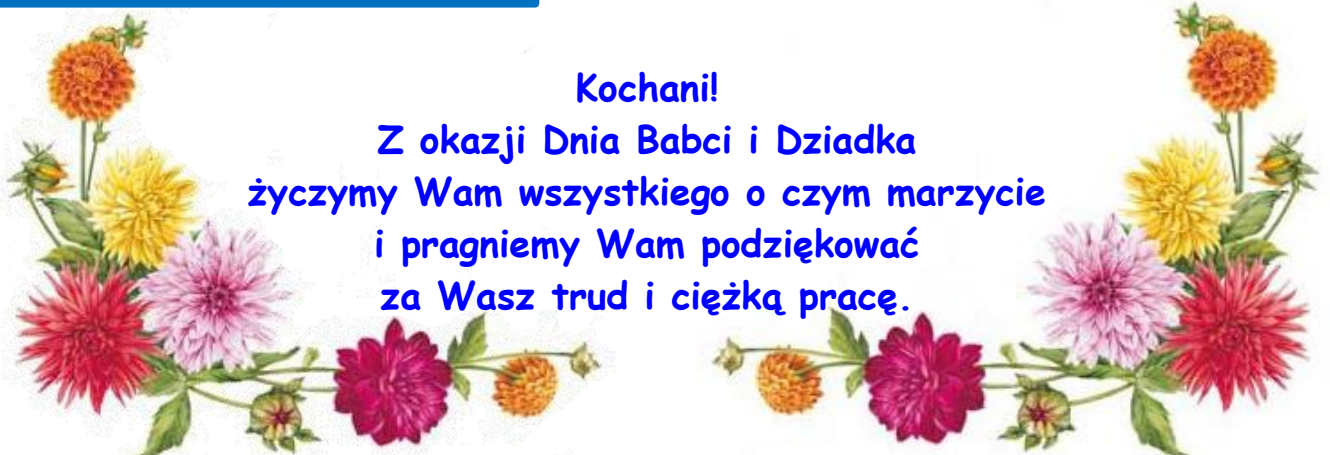 Kochani!
Z okazji Dnia Babci i Dziadka
życzymy Wam wszystkiego o czym marzycie
i pragniemy Wam podziękować
za Wasz trud i ciężką pracę.